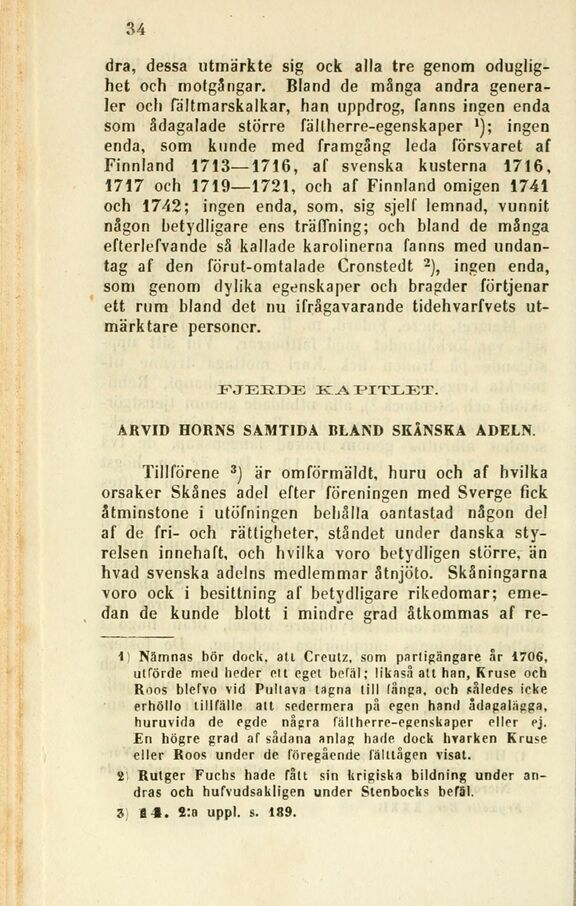 34
dra, dessa utmärkte sig ock alla tre genom oduglig-
het och motgångar. Bland de många andra genera-
ler och fältmarskalkar, han uppdrog, fanns ingen enda
som ådagalade större fältherre-egenskaper ¹); ingen
enda, som kunde med framgång leda försvaret af
Finnland 1713—1716, af svenska kusterna 1716,
1717 och 1719—1721, och af Finnland omigen 1741
och 1742; ingen enda, som, sig sjelf lemnad, vunnit
någon betydligare ens träffning; och bland de många
efterlefvande så kallade karolinerna fanns med undan-
tag af den förut-omtalade Cronstedt ²), ingen enda,
som genom dylika egenskaper och bragder förtjenar
ett rum bland det nu ifrågavarande tidehvarfvets ut-
märktare personer.
FJERDE KAPITLET.
ARVID HORNS SAMTIDA BLAND SKÅNSKA ADELN.
Tillförene ³) är omförmäldt, huru och af hvilka
orsaker Skånes adel efter föreningen med Sverge fick
åtminstone i utöfningen behålla oantastad någon del
af de fri- och rättigheter, ståndet under danska sty-
relsen innehaft, och hvilka voro betydligen större, än
hvad svenska adelns medlemmar åtnjöto. Skåningarna
voro ock i besittning af betydligare rikedomar; eme-
dan de kunde blott i mindre grad åtkommas af re-
1) Nämnas bör dock, att Creutz, som partigängare år 1706,
utförde med heder ett eget befäl; likaså att han, Kruse och
Roos blefvo vid Pultava tagna till fånga, och således icke
erhöllo tillfälle att sedermera på egen hand ådagalägga,
huruvida de egde några fältherre-egenskaper eller ej.
En högre grad af sådana anlag hade dock hvarken Kruse
eller Roos under de föregående fälttågen visat.
2) Rutger Fuchs hade fått sin krigiska bildning under an-
dras och hufvudsakligen under Stenbocks befäl.
3) 2:a uppl. s. 189.